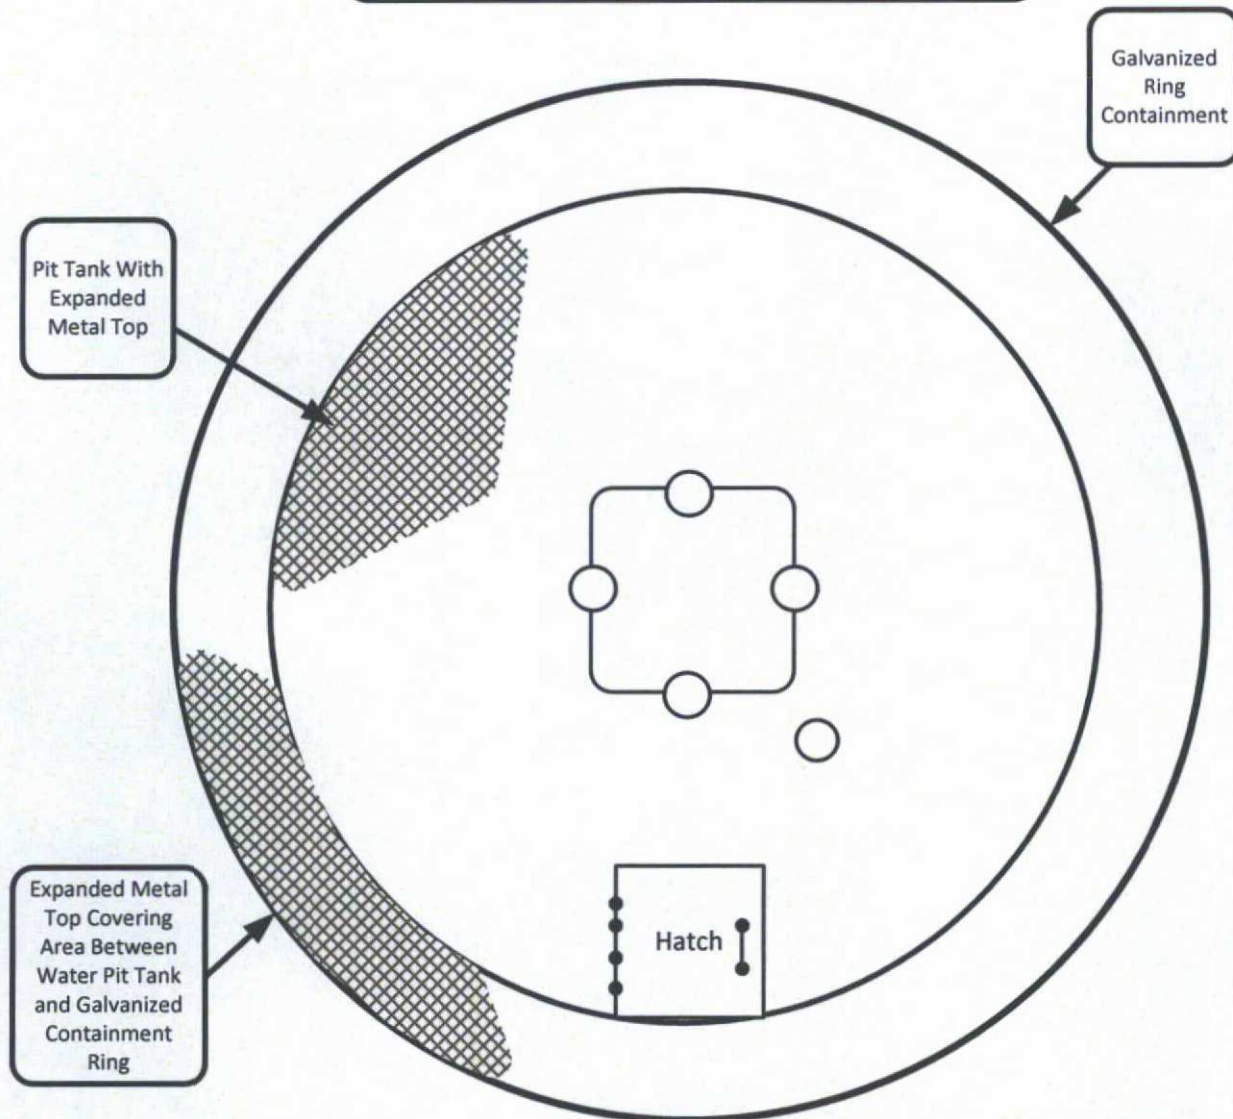 Galvanized
Ring
Containment
Pit Tank With
Expanded
Metal Top
Expanded Metal
Top Covering
Area Between
Water Pit Tank
and Galvanized
Containment
Ring
Hatch